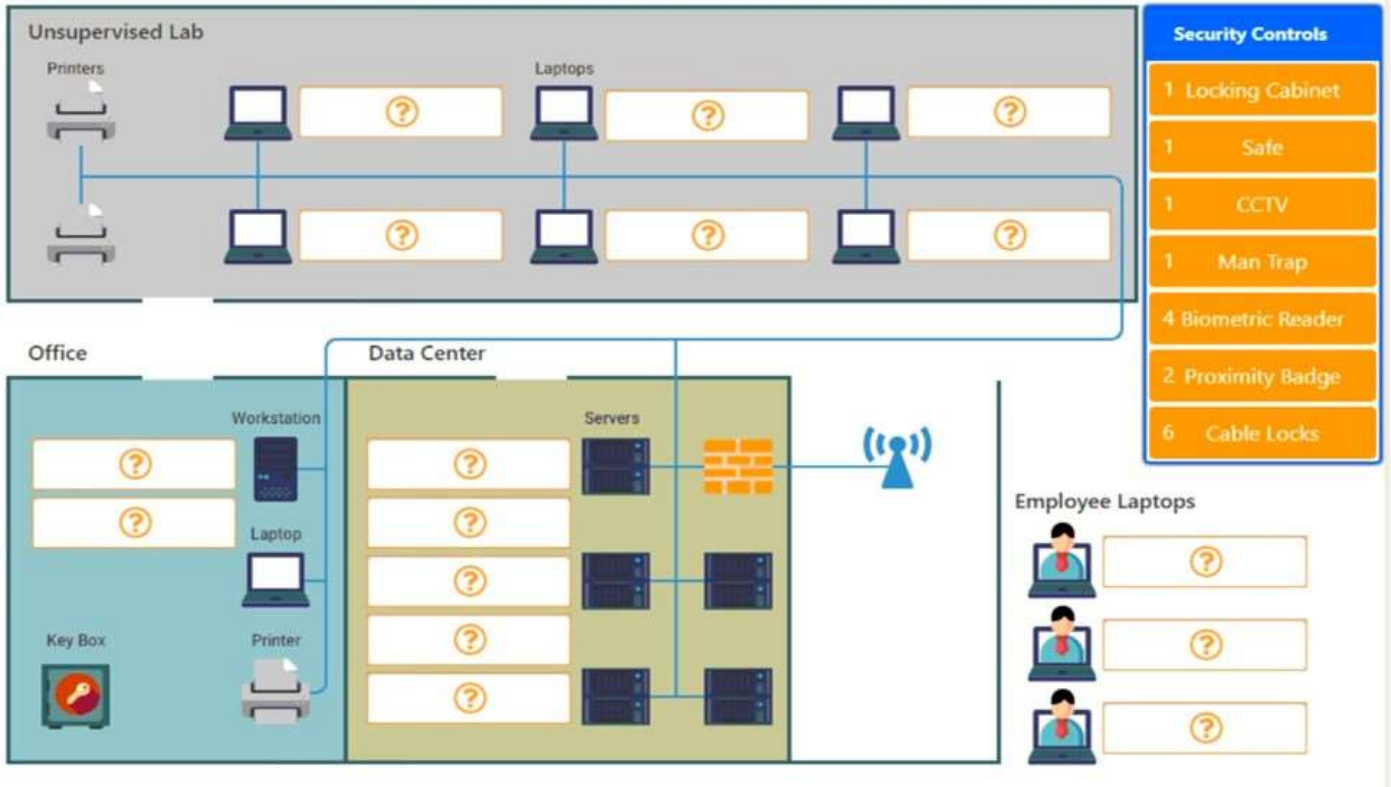 Unsupervised Lab
Printers
Laptops
?
?
?
?
?
?
Security Controls
1 Locking Cabinet
1 Safe
1 CCTV
1 Man Trap
4 Biometric Reader
2 Proximity Badge
6 Cable Locks
Office
?
?
Workstation
Laptop
Key Box
Printer
Data Center
Servers
?
?
?
?
?
Employee Laptops
?
?
?